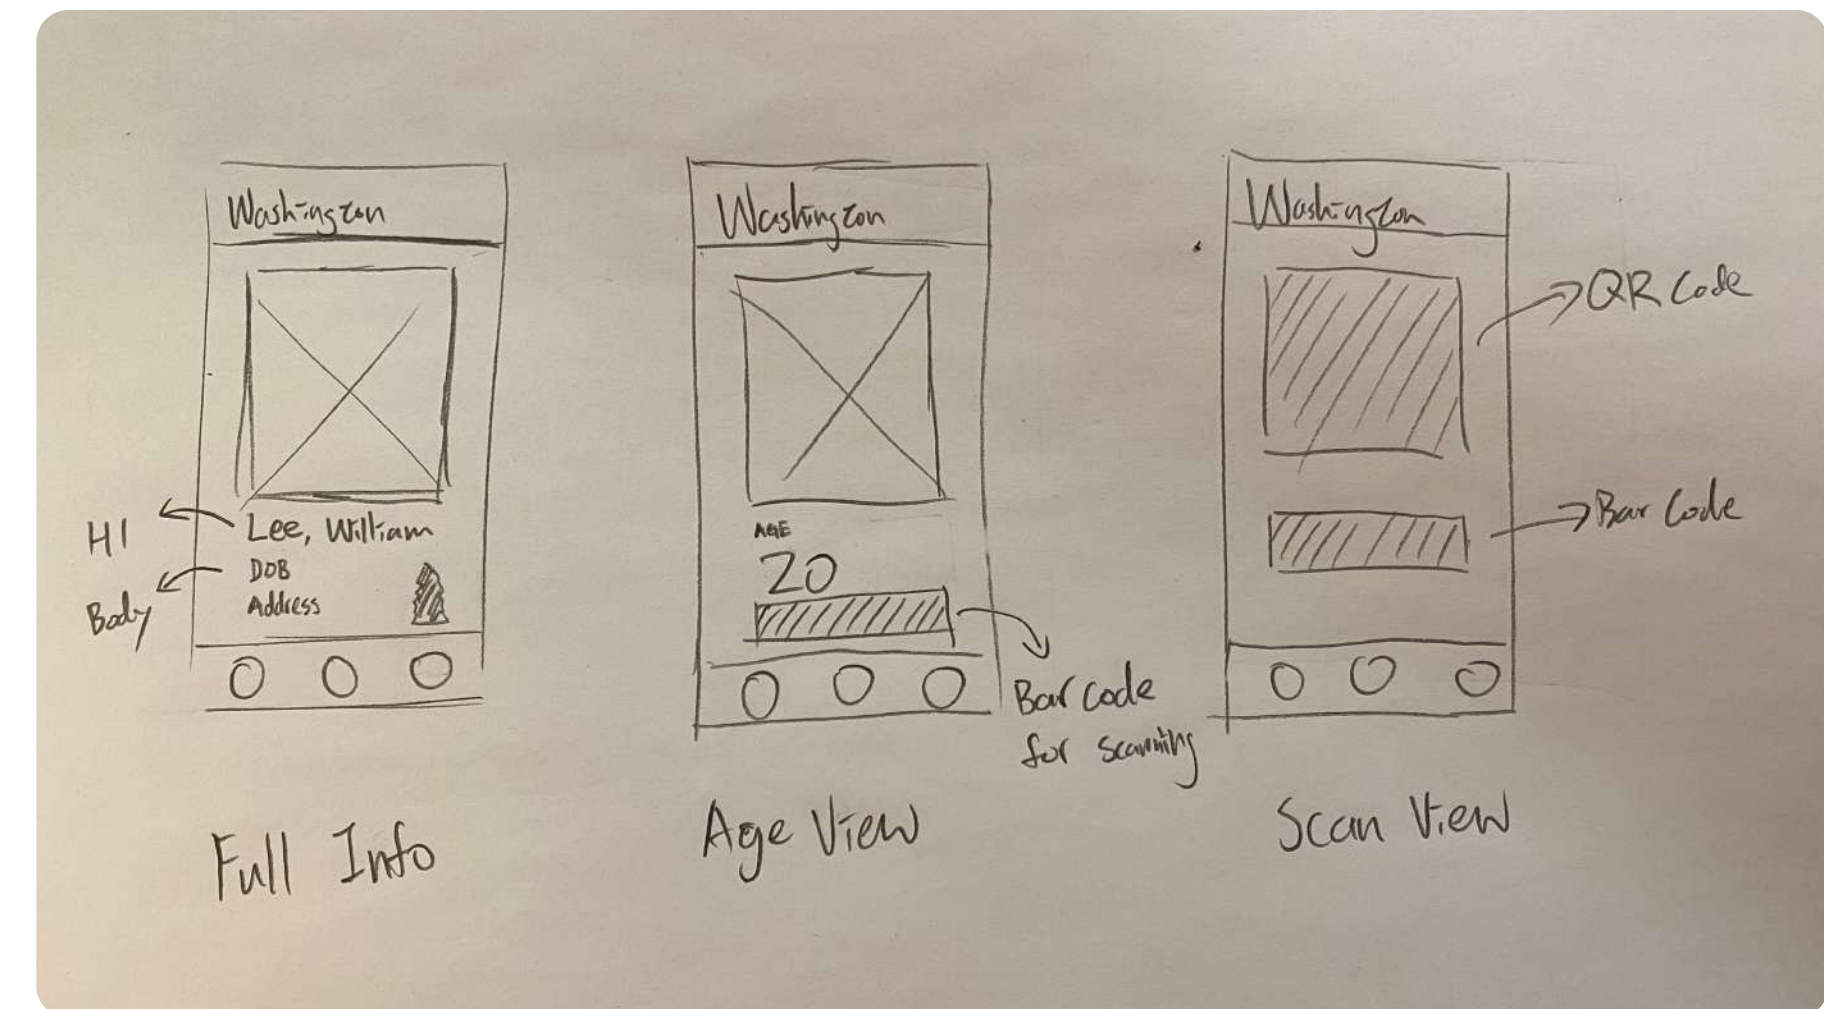 Washington
H1
Lee, William
Body
DOB
Address
Full Info
Washington
AGE
20
Bar code
for scanning
Age View
Washington
QR Code
Bar Code
Scan View